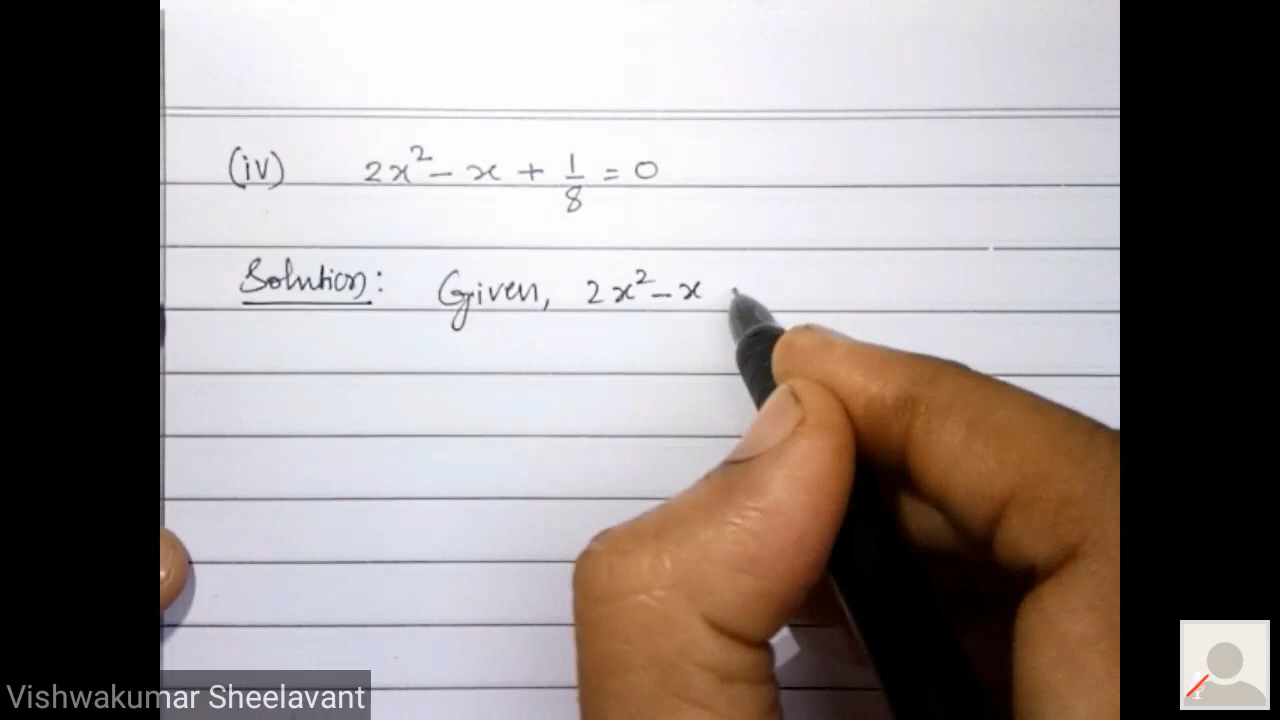 (iv) 2x² - x + 1/8 = 0
Solution: Given, 2x² - x
Vishwakumar Sheelavant